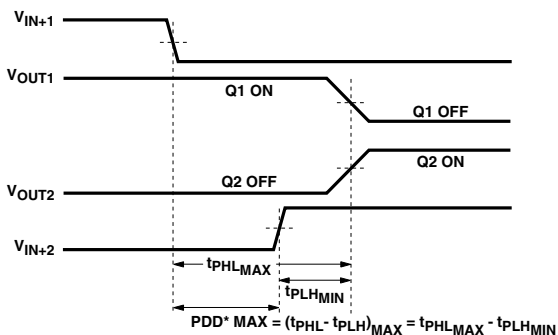 VIN+1
VOUT1
Q1 ON
Q1 OFF
Q2 ON
Q2 OFF
VOUT2
VIN+2
tPHLMAX
tPLHMIN
PDD* MAX = (tPHL- tPLH)MAX = tPHLMAX - tPLHMIN